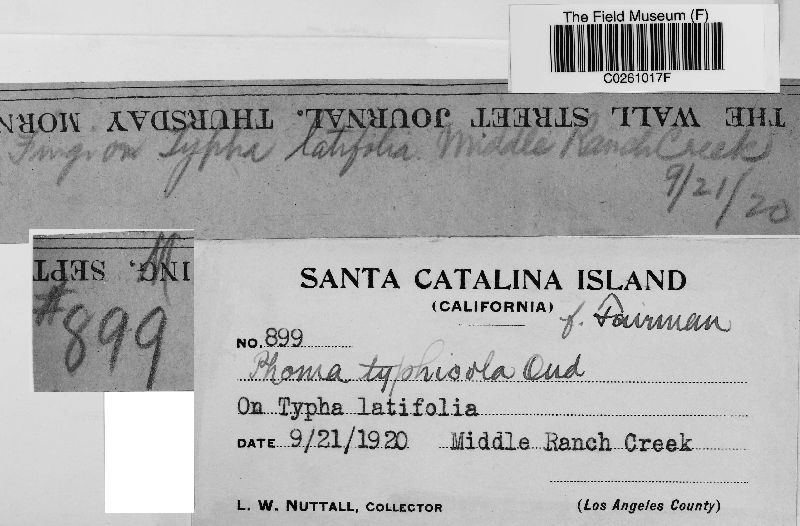 The Field Museum (F)
C0261017F
THE WALL STREET JOURNAL. THURSDAY MORN
Fungi on Typha latifolia. Middle Ranch Creek
9/21/20
ING. SEPT
#899
SANTA CATALINA ISLAND
(CALIFORNIA)
f. Fairman
NO. 899
Phoma typhicola Oud
On Typha latifolia
DATE 9/21/1920 Middle Ranch Creek
L. W. NUTTALL, COLLECTOR (Los Angeles County)